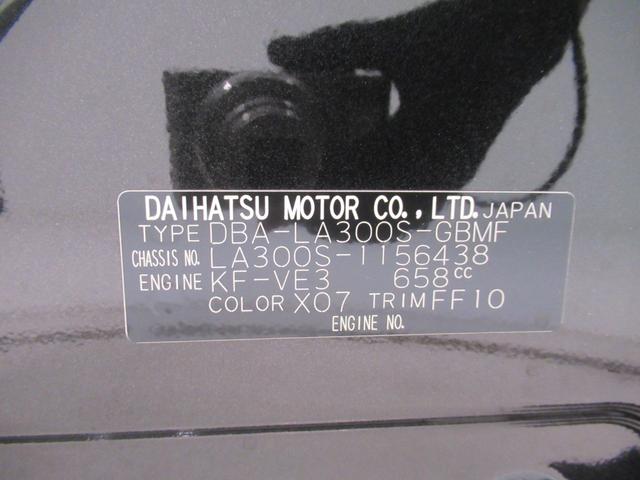 DAIHATSU MOTOR CO., LTD. JAPAN
TYPE DBA-LA300S-GBMF
CHASSIS NO. LA300S-1156438
ENGINE KF-VE3 658cc
COLOR X07 TRIM FF10
ENGINE NO.